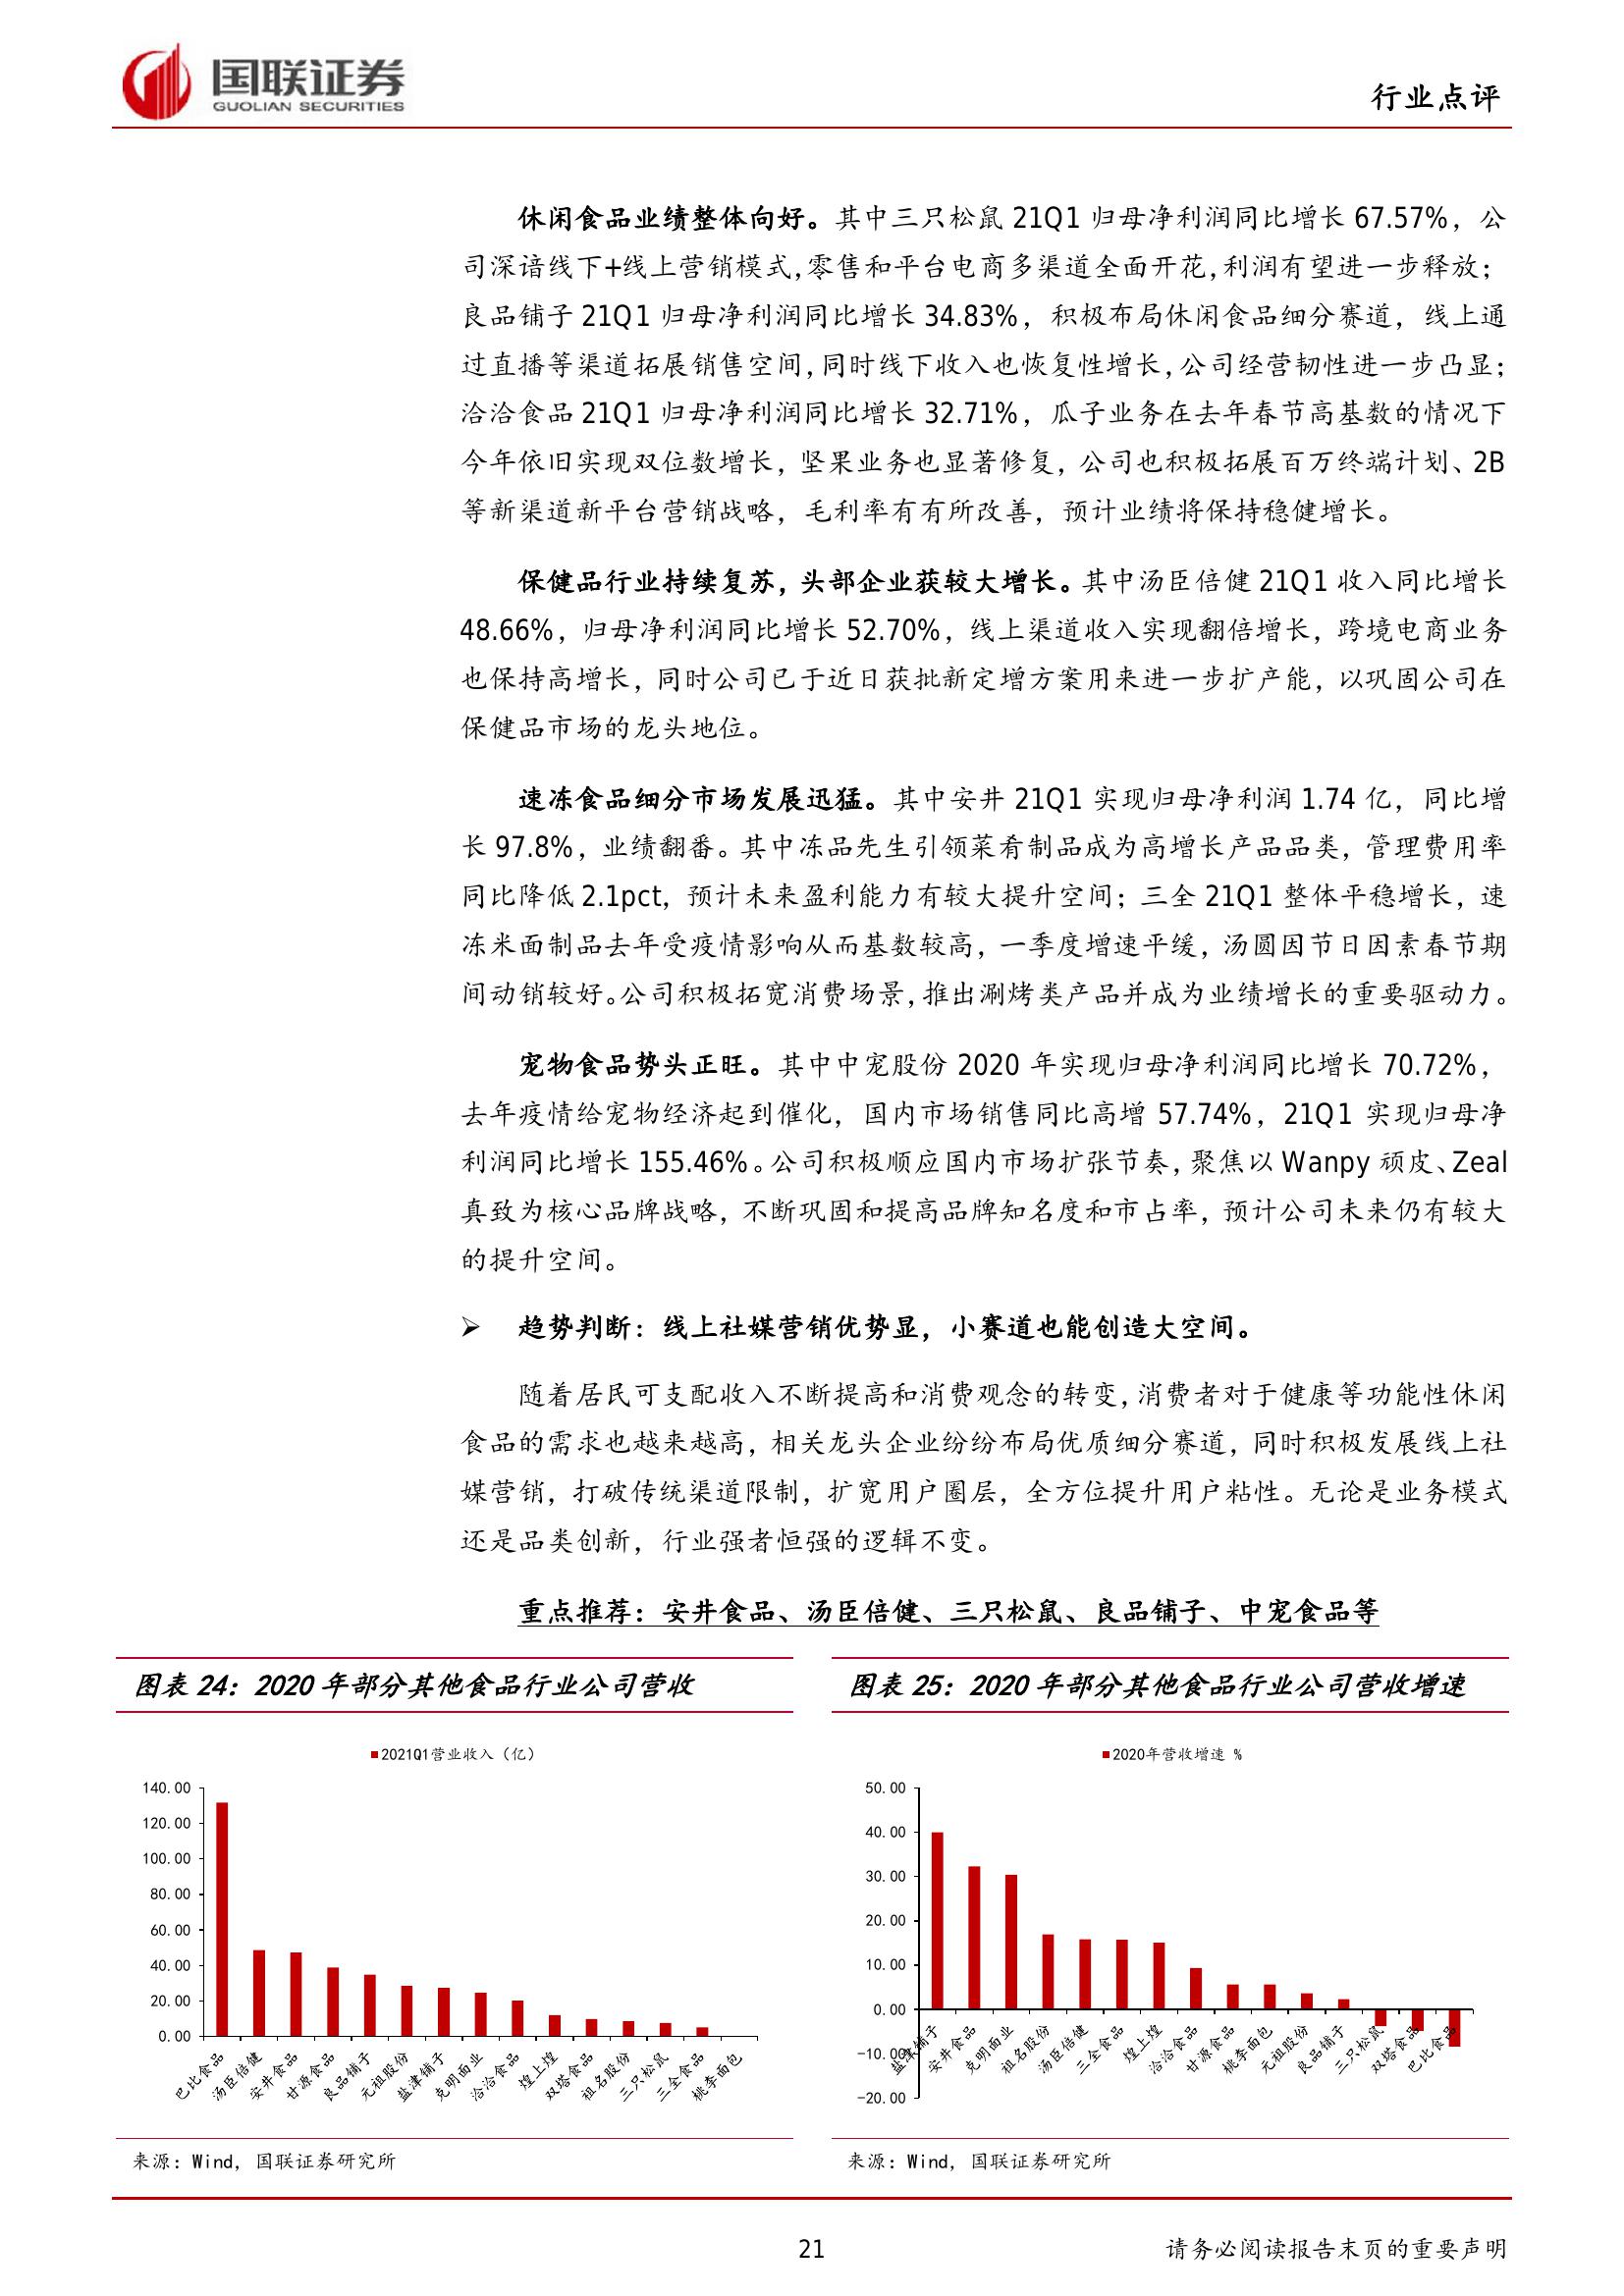 国联证券
GUOLIAN SECURITIES
行业点评
休闲食品业绩整体向好。其中三只松鼠 21Q1 归母净利润同比增长 67.57%，公
司深谙线下+线上营销模式,零售和平台电商多渠道全面开花,利润有望进一步释放；
良品铺子 21Q1 归母净利润同比增长 34.83%，积极布局休闲食品细分赛道，线上通
过直播等渠道拓展销售空间,同时线下收入也恢复性增长,公司经营韧性进一步凸显；
洽洽食品 21Q1 归母净利润同比增长 32.71%，瓜子业务在去年春节高基数的情况下
今年依旧实现双位数增长，坚果业务也显著修复，公司也积极拓展百万终端计划、2B
等新渠道新平台营销战略，毛利率有有所改善，预计业绩将保持稳健增长。
保健品行业持续复苏，头部企业获较大增长。其中汤臣倍健 21Q1 收入同比增长
48.66%，归母净利润同比增长 52.70%，线上渠道收入实现翻倍增长，跨境电商业务
也保持高增长，同时公司已于近日获批新定增方案用来进一步扩产能，以巩固公司在
保健品市场的龙头地位。
速冻食品细分市场发展迅猛。其中安井 21Q1 实现归母净利润 1.74 亿，同比增
长 97.8%，业绩翻番。其中冻品先生引领菜肴制品成为高增长产品品类，管理费用率
同比降低 2.1pct，预计未来盈利能力有较大提升空间；三全 21Q1 整体平稳增长，速
冻米面制品去年受疫情影响从而基数较高，一季度增速平缓，汤圆因节日因素春节期
间动销较好。公司积极拓宽消费场景,推出涮烤类产品并成为业绩增长的重要驱动力。
宠物食品势头正旺。其中中宠股份 2020 年实现归母净利润同比增长 70.72%，
去年疫情给宠物经济起到催化，国内市场销售同比高增 57.74%，21Q1 实现归母净
利润同比增长 155.46%。公司积极顺应国内市场扩张节奏，聚焦以 Wanpy 顽皮、Zeal
真致为核心品牌战略，不断巩固和提高品牌知名度和市占率，预计公司未来仍有较大
的提升空间。
➢ 趋势判断：线上社媒营销优势显，小赛道也能创造大空间。
随着居民可支配收入不断提高和消费观念的转变,消费者对于健康等功能性休闲
食品的需求也越来越高，相关龙头企业纷纷布局优质细分赛道，同时积极发展线上社
媒营销，打破传统渠道限制，扩宽用户圈层，全方位提升用户粘性。无论是业务模式
还是品类创新，行业强者恒强的逻辑不变。
重点推荐：安井食品、汤臣倍健、三只松鼠、良品铺子、中宠食品等
图表 24：2020 年部分其他食品行业公司营收
2021Q1营业收入（亿）
140.00
120.00
100.00
80.00
60.00
40.00
20.00
0.00
巴比食品
汤臣倍健
安井食品
甘源食品
良品铺子
元祖股份
盐津铺子
克明面业
洽洽食品
煌上煌
双塔食品
祖名股份
三只松鼠
三全食品
桃李面包
来源：Wind，国联证券研究所
图表 25：2020 年部分其他食品行业公司营收增速
2020年营收增速 %
50.00
40.00
30.00
20.00
10.00
0.00
-10.00
-20.00
盐津铺子
安井食品
克明面业
祖名股份
汤臣倍健
三全食品
煌上煌
洽洽食品
甘源食品
桃李面包
元祖股份
良品铺子
三只松鼠
双塔食品
巴比食品
来源：Wind，国联证券研究所
21
请务必阅读报告末页的重要声明